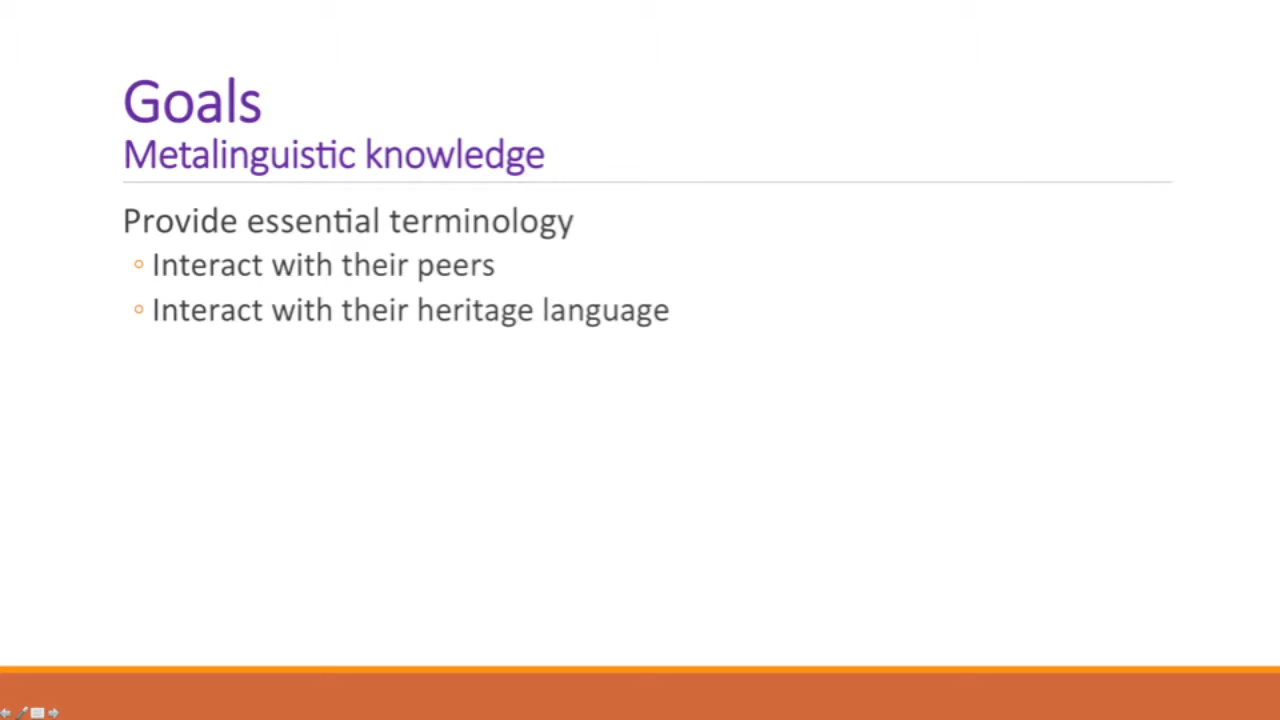 Goals
Metalinguistic knowledge
Provide essential terminology
◦ Interact with their peers
◦ Interact with their heritage language